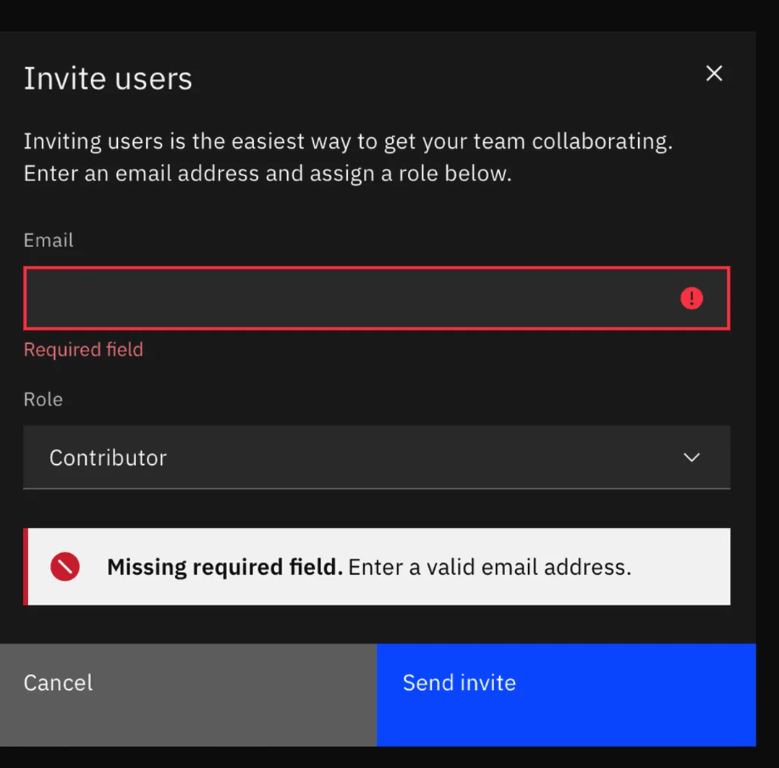 Invite users
Inviting users is the easiest way to get your team collaborating.
Enter an email address and assign a role below.
Email
Required field
Role
Contributor
Missing required field. Enter a valid email address.
Cancel
Send invite